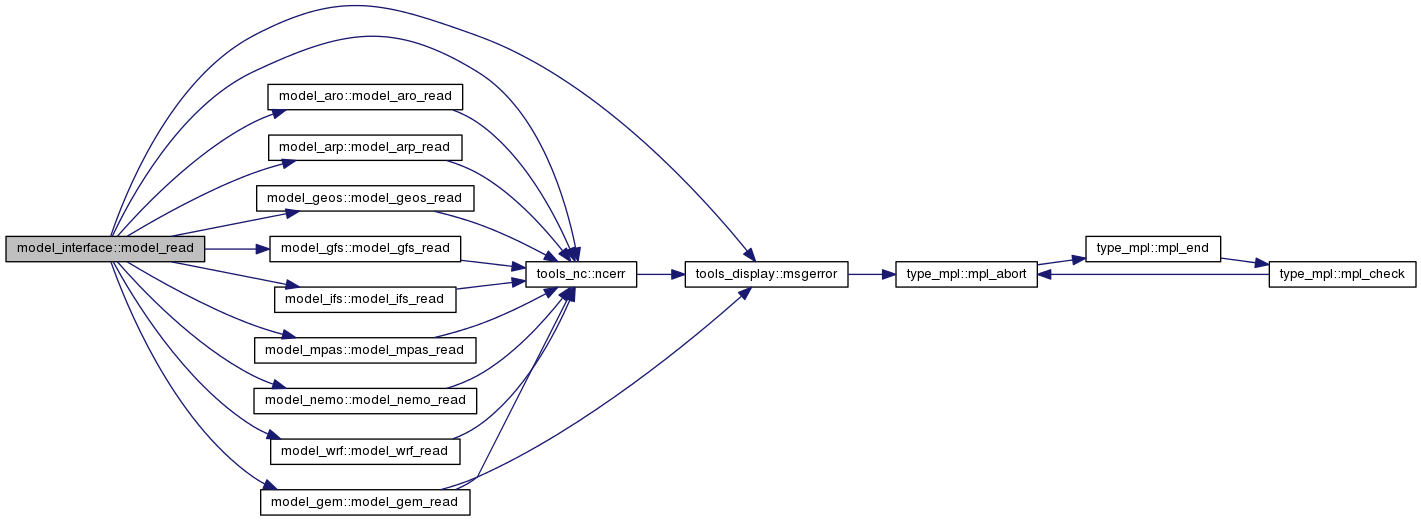 model_interface::model_read
model_aro::model_aro_read
model_arp::model_arp_read
model_geos::model_geos_read
model_gfs::model_gfs_read
model_ifs::model_ifs_read
model_mpas::model_mpas_read
model_nemo::model_nemo_read
model_wrf::model_wrf_read
model_gem::model_gem_read
tools_nc::ncerr
tools_display::msgerror
type_mpl::mpl_abort
type_mpl::mpl_end
type_mpl::mpl_check